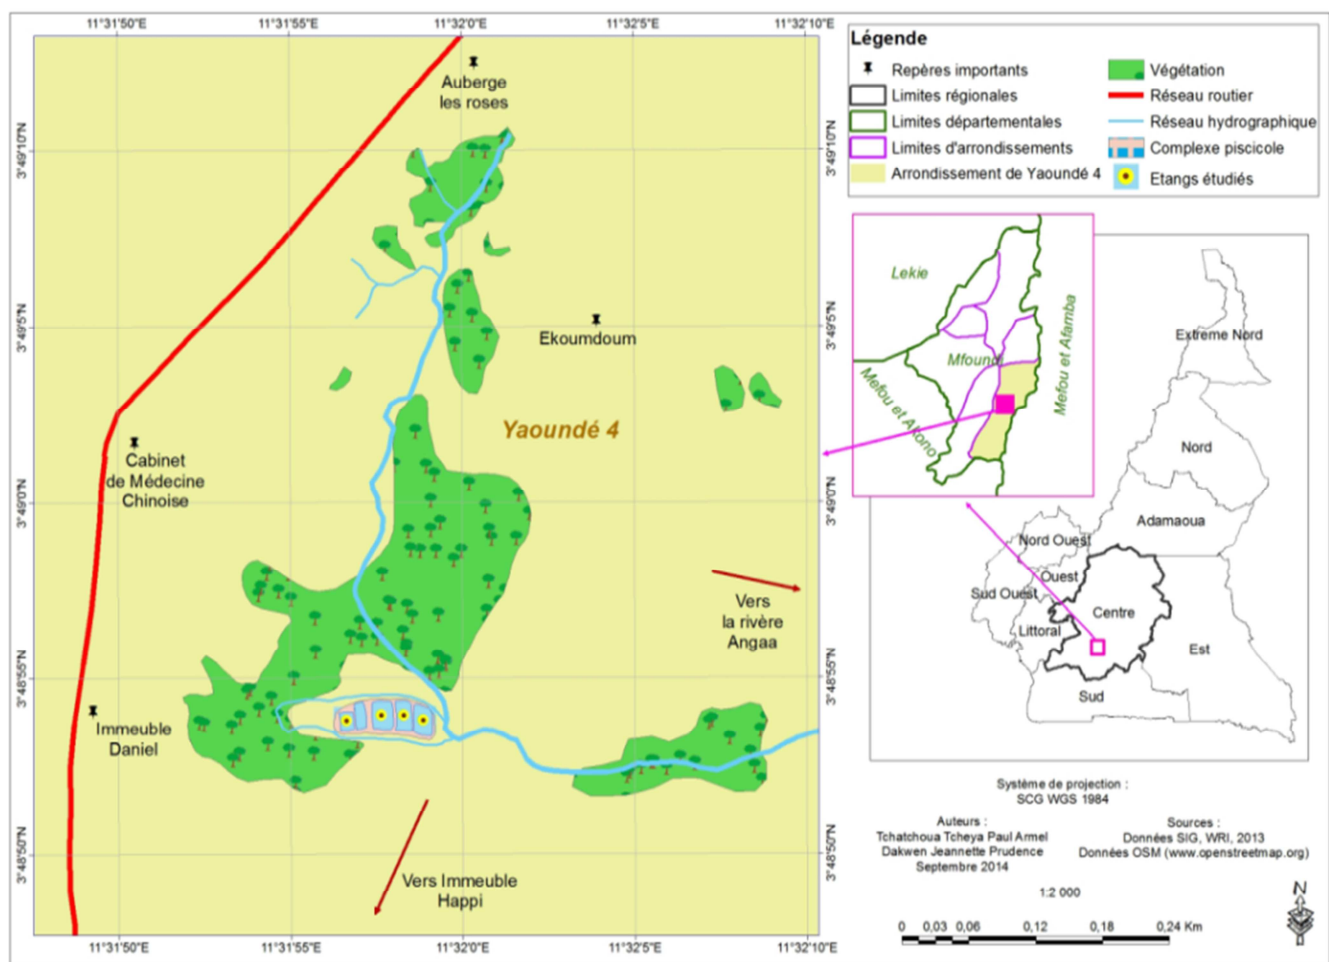 11°31'50"E
11°31'55"E
11°32'0"E
11°32'5"E
11°32'10"E
3°49'10"N
3°49'5"N
3°49'0"N
3°48'55"N
3°48'50"N
Auberge
les roses
Ekoumdoum
Yaoundé 4
Cabinet
de Médecine
Chinoise
Vers
la rivère
Angaa
Immeuble
Daniel
Vers Immeuble
Happi
3°49'10"N
3°49'5"N
3°49'0"N
3°48'55"N
3°48'50"N
11°31'50"E
11°31'55"E
11°32'0"E
11°32'5"E
11°32'10"E
Légende
Repères importants
Limites régionales
Limites départementales
Limites d'arrondissements
Arrondissement de Yaoundé 4
Végétation
Réseau routier
Réseau hydrographique
Complexe piscicole
Etangs étudiés
Lekie
Mfoundi
Mefou et Afamba
Mefou et Akono
Extreme Nord
Nord
Adamaoua
Nord Ouest
Ouest
Sud Ouest
Centre
Littoral
Est
Sud
Système de projection :
SCG WGS 1984
Auteurs :
Tchatchoua Tcheya Paul Armel
Dakwen Jeannette Prudence
Septembre 2014
Sources :
Données SIG, WRI, 2013
Données OSM (www.openstreetmap.org)
1:2 000
N
0 0,03 0,06 0,12 0,18 0,24 Km